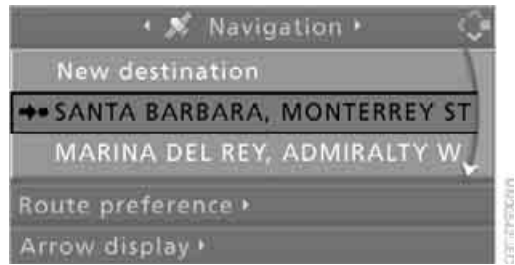 Navigation
New destination
SANTA BARBARA, MONTERREY ST
MARINA DEL REY, ADMIRALTY W
Route preference
Arrow display